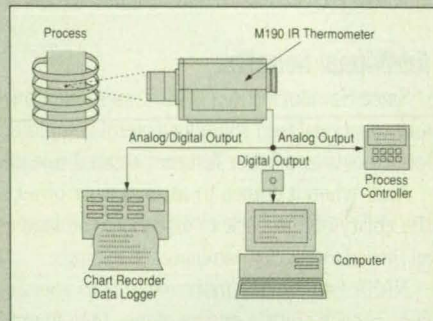 Process
M190 IR Thermometer
Analog/Digital Output
Analog Output
Digital Output
Process
Controller
Computer
Chart Recorder
Data Logger